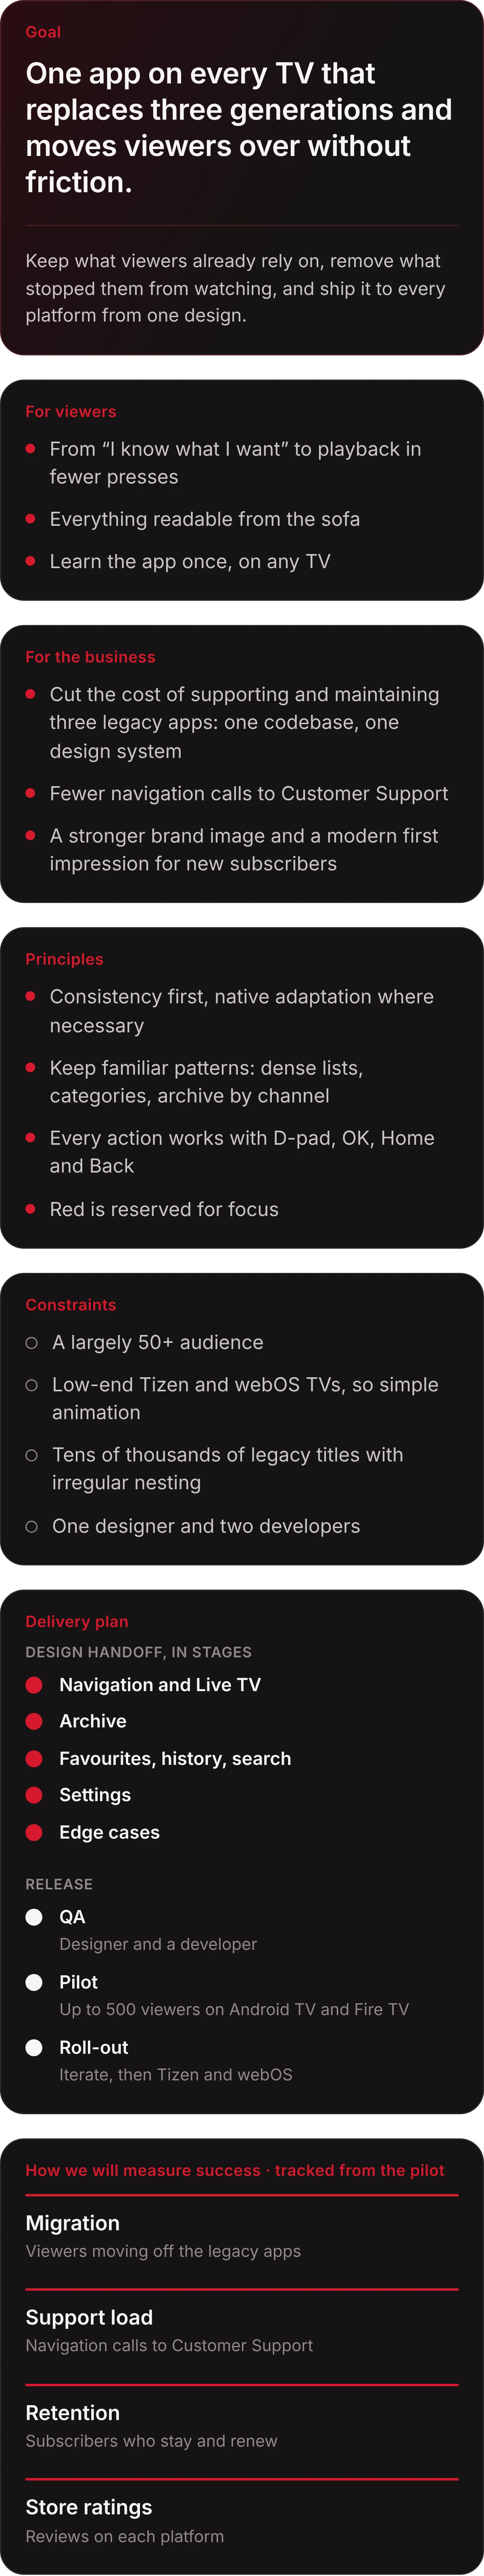 Goal
One app on every TV that
replaces three generations and
moves viewers over without
friction.
Keep what viewers already rely on, remove what
stopped them from watching, and ship it to every
platform from one design.
For viewers
From “I know what I want” to playback in
fewer presses
Everything readable from the sofa
Learn the app once, on any TV
For the business
Cut the cost of supporting and maintaining
three legacy apps: one codebase, one
design system
Fewer navigation calls to Customer Support
A stronger brand image and a modern first
impression for new subscribers
Principles
Consistency first, native adaptation where
necessary
Keep familiar patterns: dense lists,
categories, archive by channel
Every action works with D-pad, OK, Home
and Back
Red is reserved for focus
Constraints
A largely 50+ audience
Low-end Tizen and webOS TVs, so simple
animation
Tens of thousands of legacy titles with
irregular nesting
One designer and two developers
Delivery plan
DESIGN HANDOFF, IN STAGES
Navigation and Live TV
Archive
Favourites, history, search
Settings
Edge cases
RELEASE
QA
Designer and a developer
Pilot
Up to 500 viewers on Android TV and Fire TV
Roll-out
Iterate, then Tizen and webOS
How we will measure success · tracked from the pilot
Migration
Viewers moving off the legacy apps
Support load
Navigation calls to Customer Support
Retention
Subscribers who stay and renew
Store ratings
Reviews on each platform